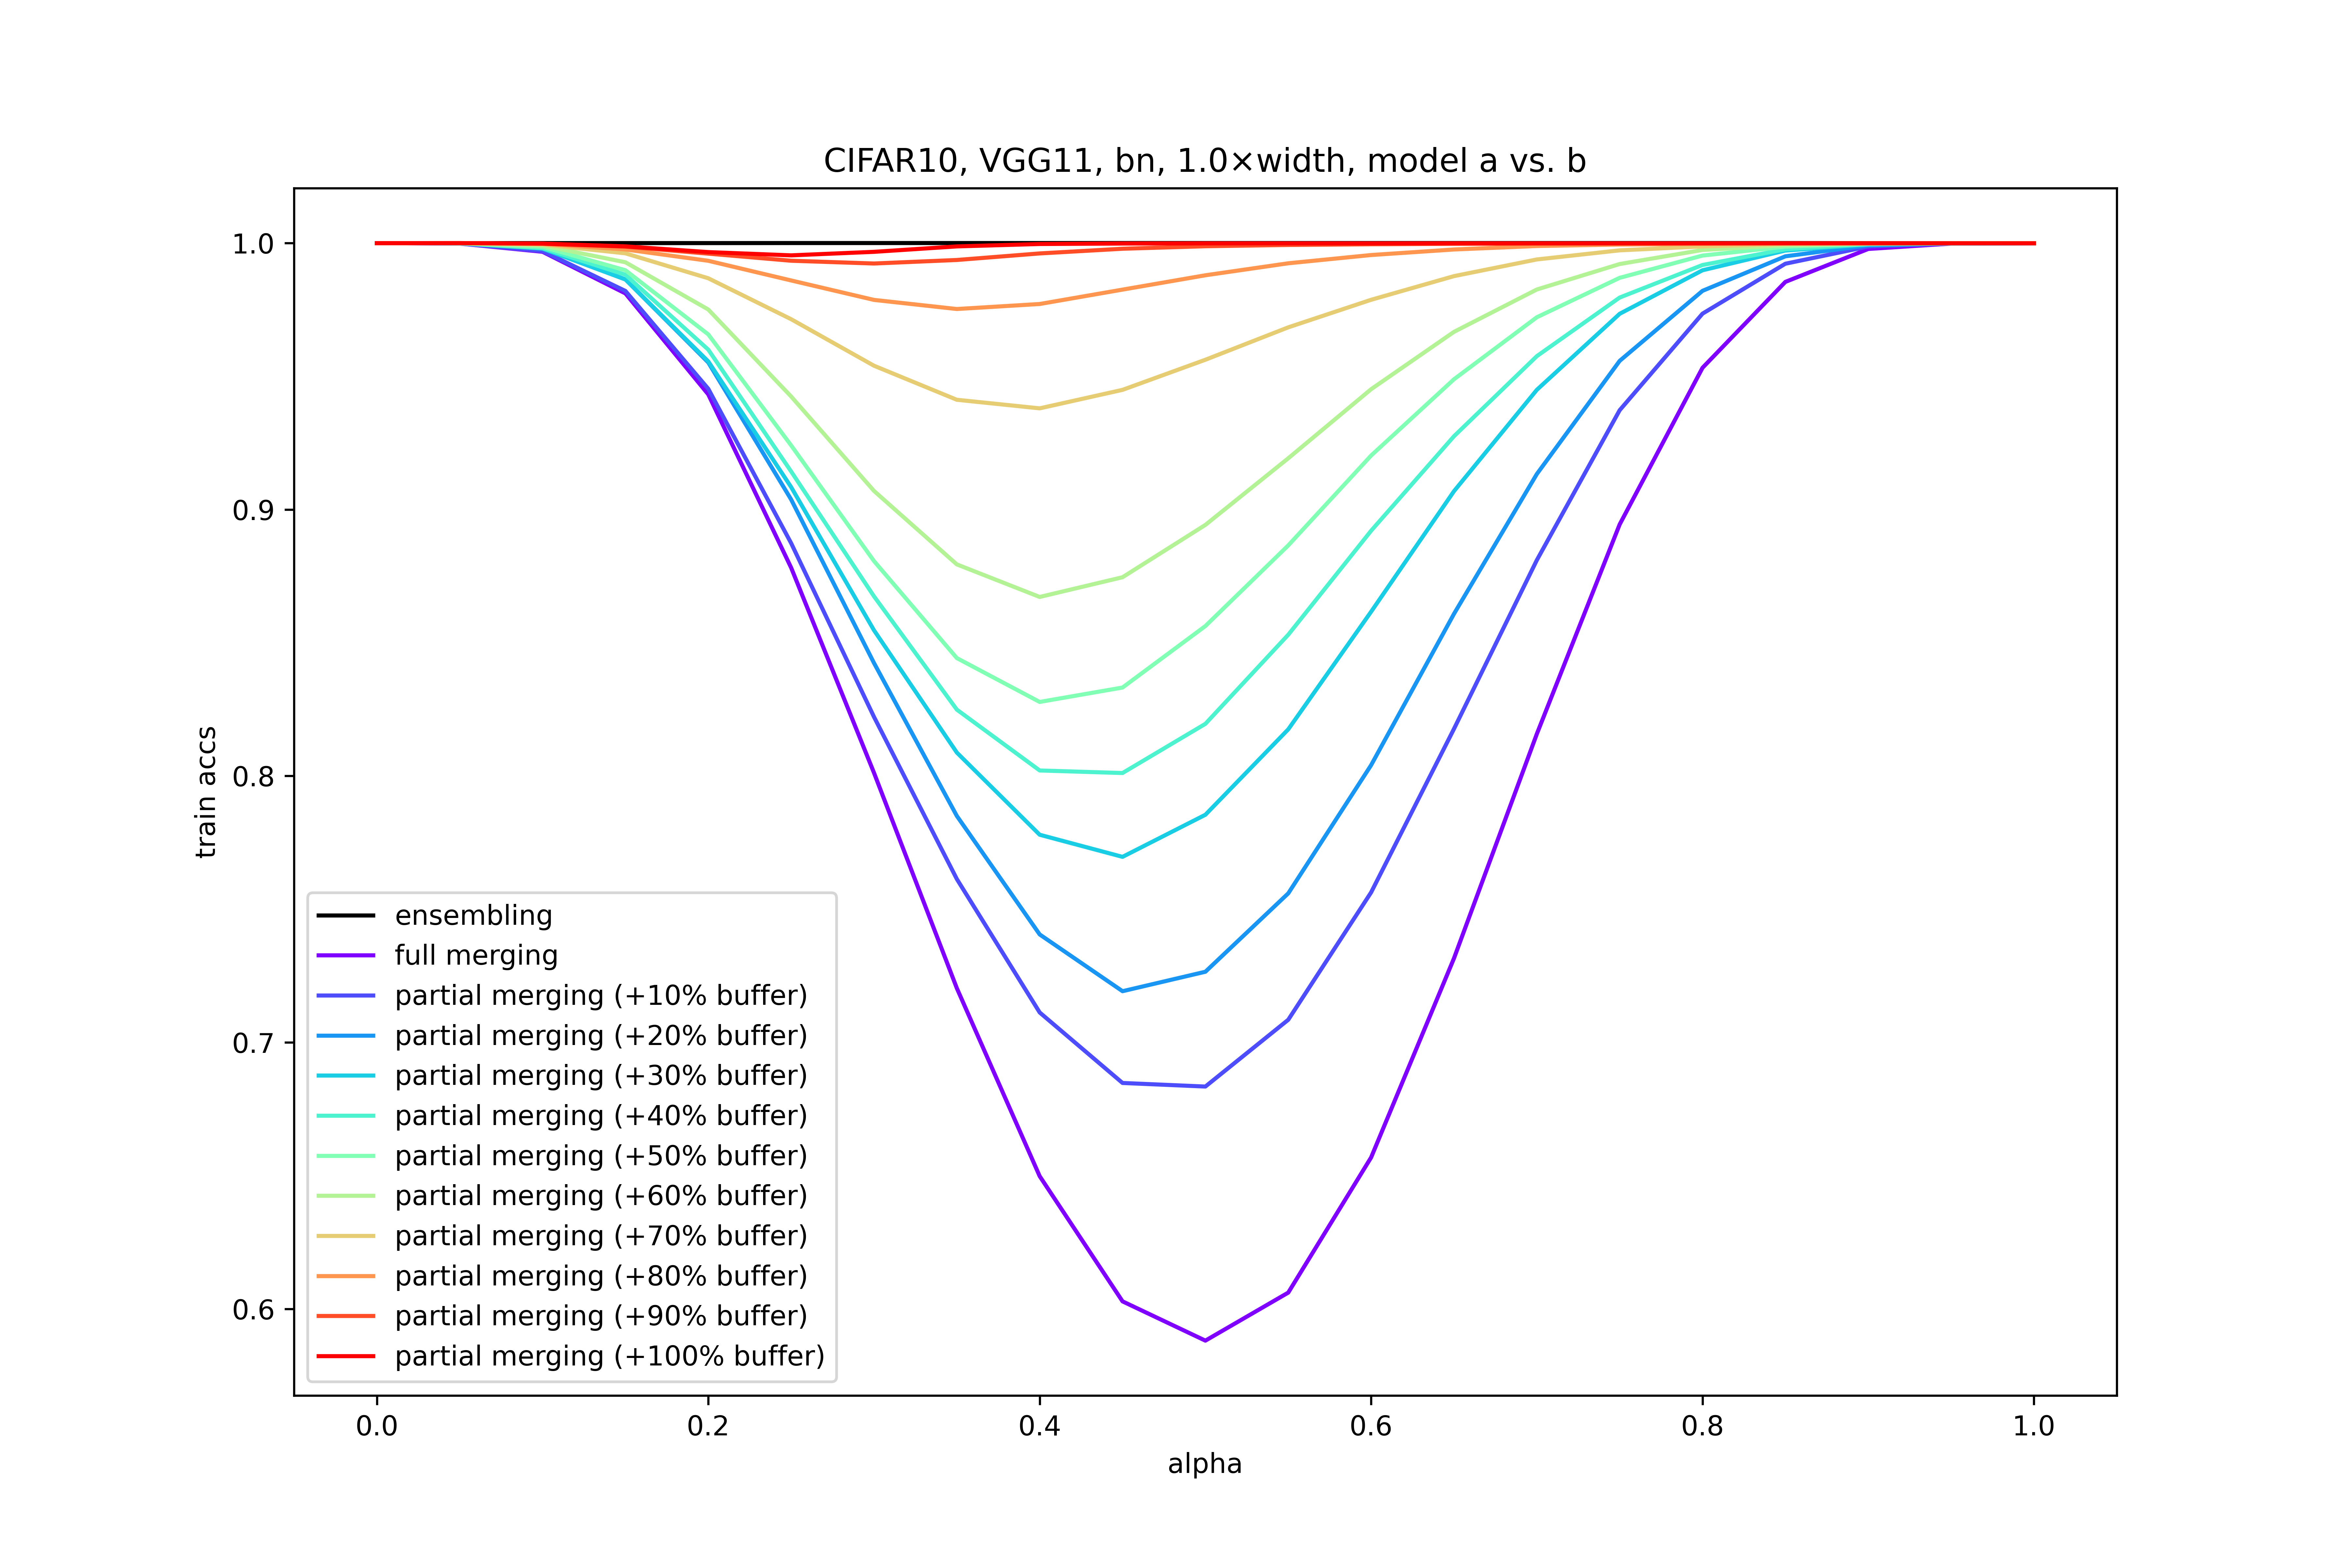 CIFAR10, VGG11, bn, 1.0×width, model a vs. b
1.0
0.9
0.8
0.7
0.6
train accs
ensembling
full merging
partial merging (+10% buffer)
partial merging (+20% buffer)
partial merging (+30% buffer)
partial merging (+40% buffer)
partial merging (+50% buffer)
partial merging (+60% buffer)
partial merging (+70% buffer)
partial merging (+80% buffer)
partial merging (+90% buffer)
partial merging (+100% buffer)
0.0 0.2 0.4 0.6 0.8 1.0
alpha